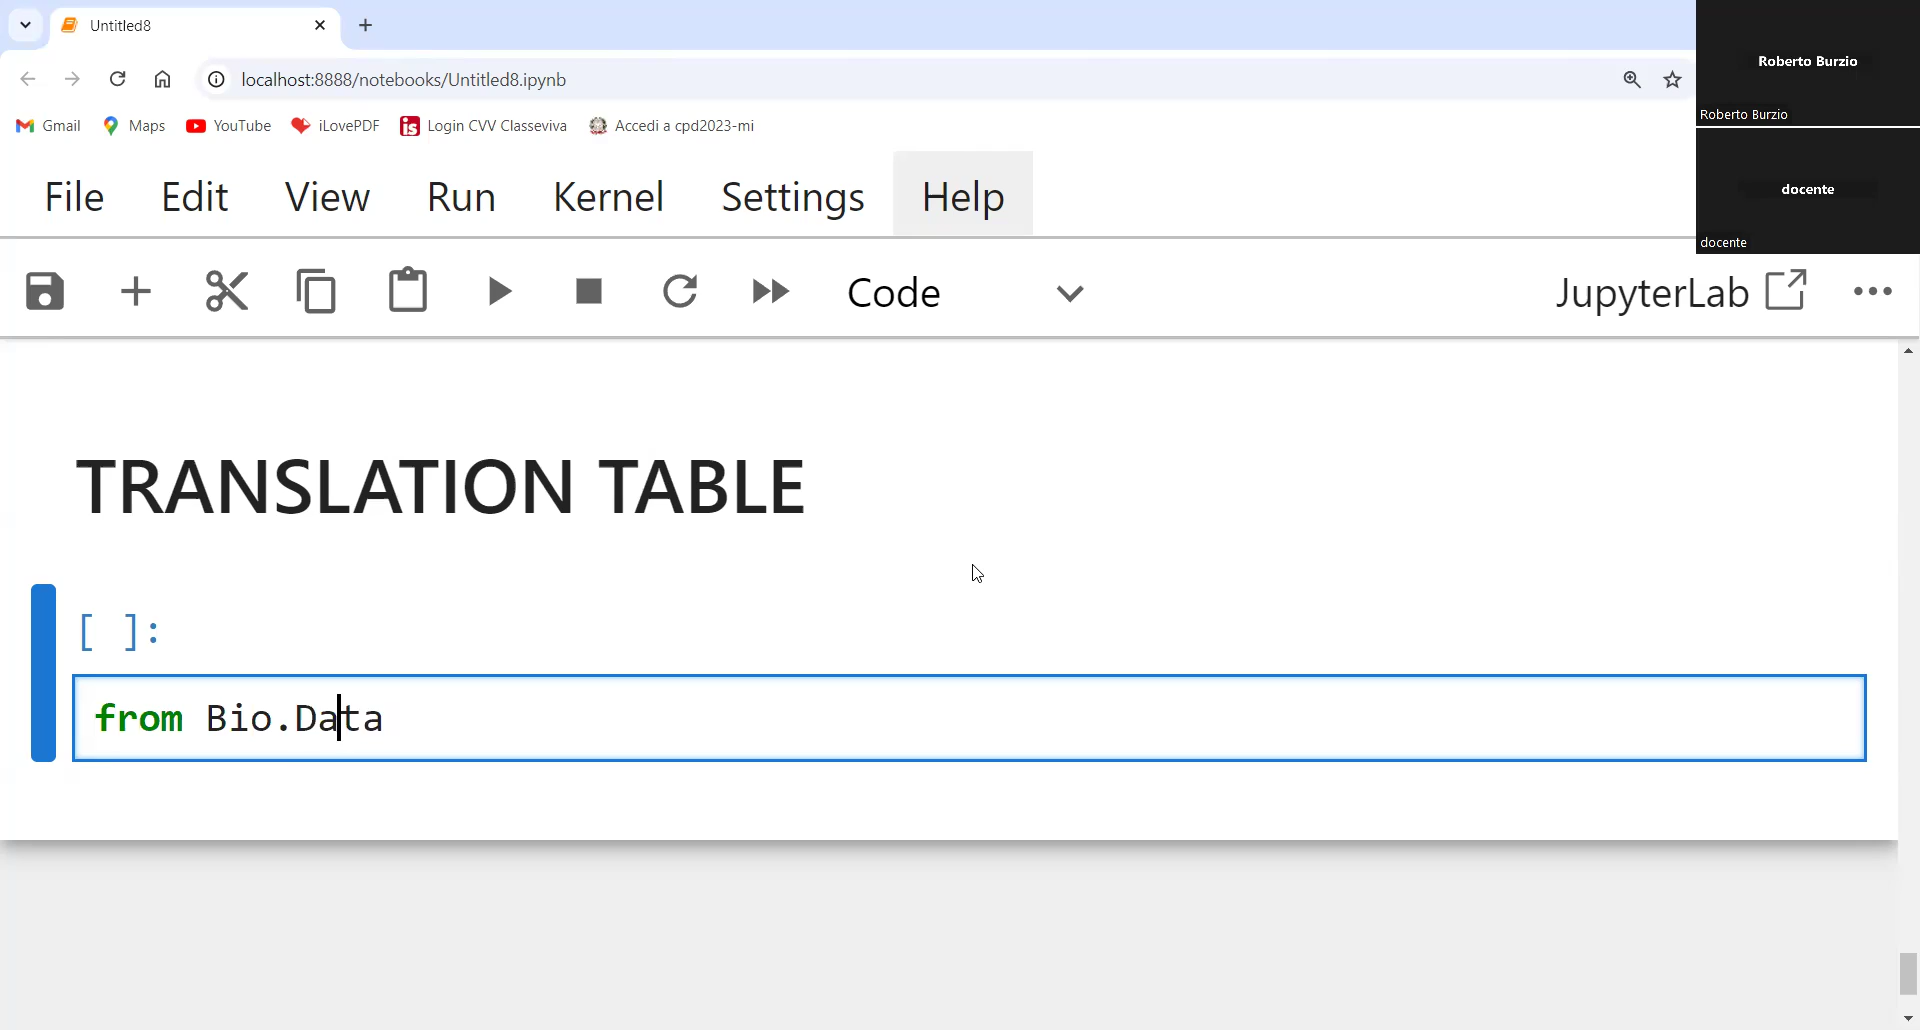 Untitled8
localhost:8888/notebooks/Untitled8.ipynb
Gmail Maps YouTube iLovePDF Login CVV Classeviva Accedi a cpd2023-mi
Roberto Burzio
Roberto Burzio
docente
docente
File Edit View Run Kernel Settings Help
Code JupyterLab
TRANSLATION TABLE
[ ]:
from Bio.Data